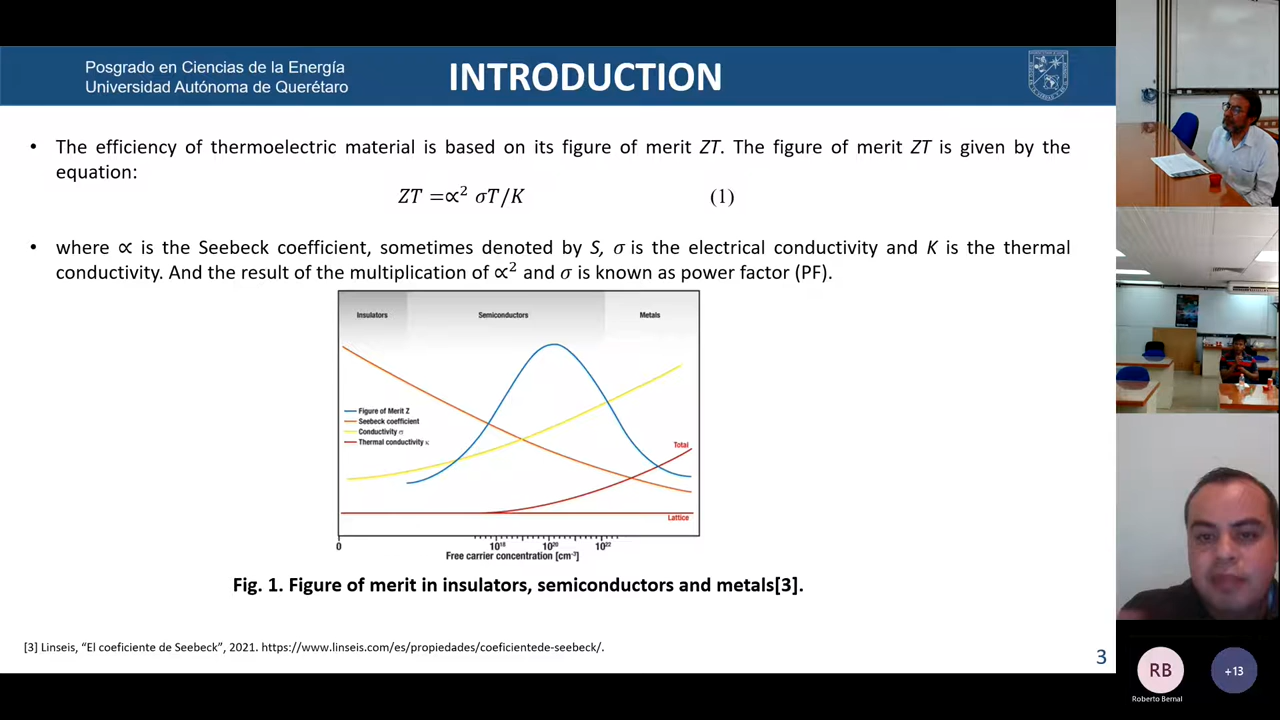 Posgrado en Ciencias de la Energía
Universidad Autónoma de Querétaro
INTRODUCTION
• The efficiency of thermoelectric material is based on its figure of merit ZT. The figure of merit ZT is given by the
equation:
ZT =∝² σT/K (1)
• where ∝ is the Seebeck coefficient, sometimes denoted by S, σ is the electrical conductivity and K is the thermal
conductivity. And the result of the multiplication of ∝² and σ is known as power factor (PF).
Insulators Semiconductors Metals
Figure of Merit Z
Seebeck coefficient
Conductivity σ
Thermal conductivity κ
Total
Lattice
0 10¹⁸ 10²⁰ 10²²
Free carrier concentration [cm⁻³]
Fig. 1. Figure of merit in insulators, semiconductors and metals[3].
[3] Linseis, “El coeficiente de Seebeck”, 2021. https://www.linseis.com/es/propiedades/coeficientede-seebeck/.
3
RB
+13
Roberto Bernal